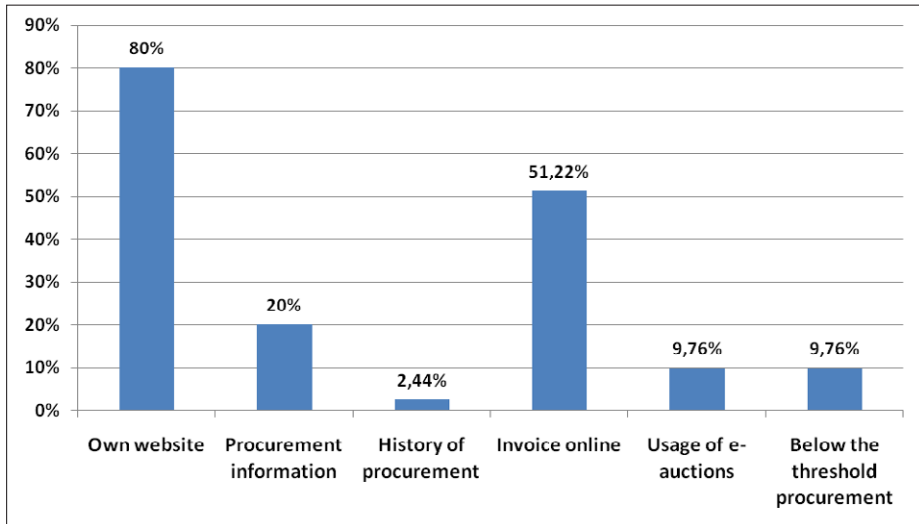 90%
80%
70%
60%
50%
40%
30%
20%
10%
0%
80%
20%
2,44%
51,22%
9,76%
9,76%
Own website
Procurement
information
History of
procurement
Invoice online
Usage of e-
auctions
Below the
threshold
procurement